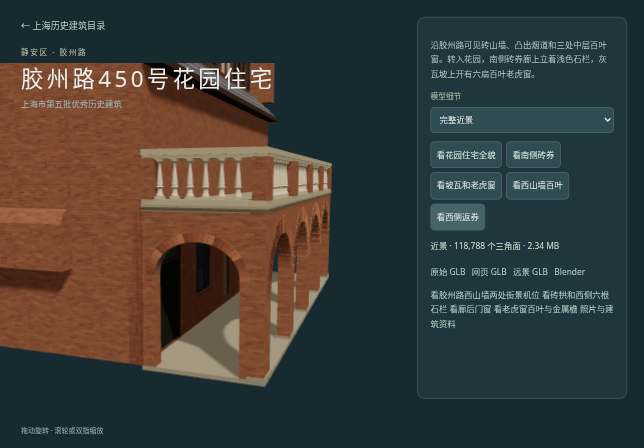 ← 上海历史建筑目录
静安区 · 胶州路
胶州路450号花园住宅
上海市第五批优秀历史建筑
沿胶州路可见砖山墙、凸出烟道和三处中层百叶
窗。转入花园，南侧砖券廊上立着浅色石栏，灰
瓦坡上开有六扇百叶老虎窗。
模型细节
完整近景
看花园住宅全貌 看南侧砖券
看坡瓦和老虎窗 看西山墙百叶
看西侧返券
近景 · 118,788 个三角面 · 2.34 MB
原始 GLB 网页 GLB 远景 GLB Blender
看胶州路西山墙两处街景机位 看砖拱和西侧六根
石栏 看廊后门窗 看老虎窗百叶与金属檐 照片与建
筑资料
拖动旋转 · 滚轮或双指缩放